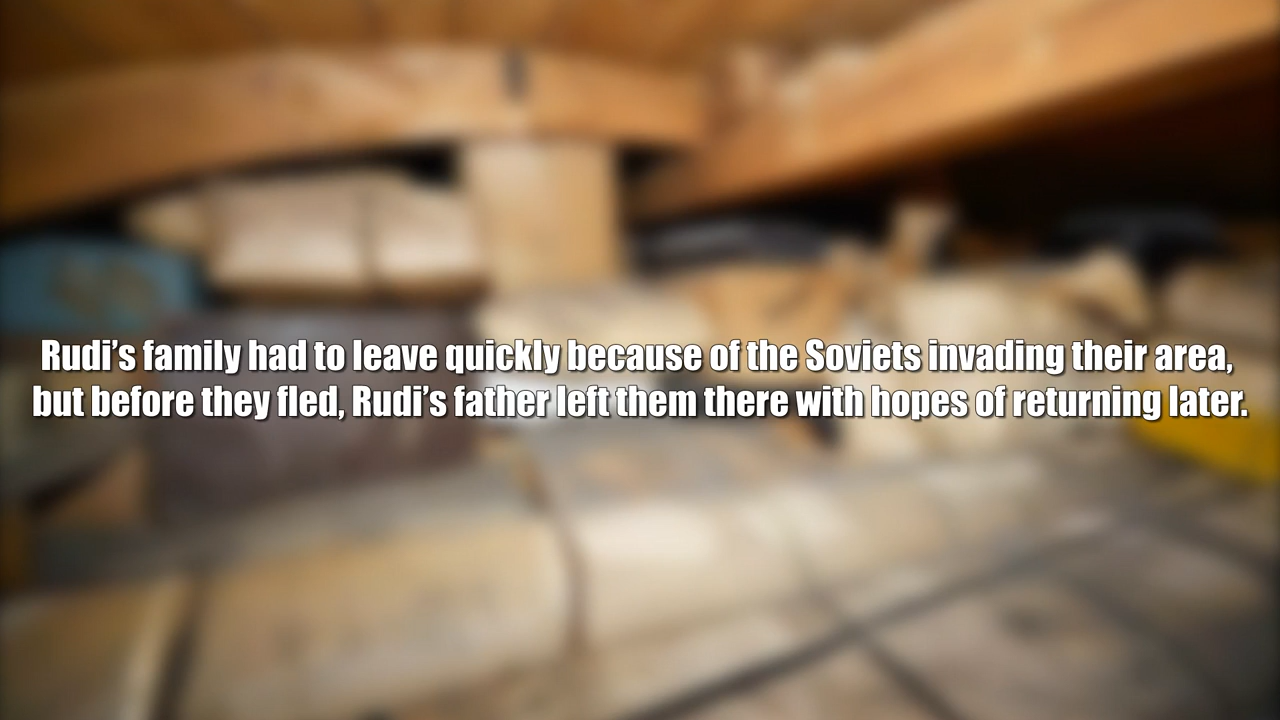 Rudi’s family had to leave quickly because of the Soviets invading their area,
but before they fled, Rudi’s father left them there with hopes of returning later.